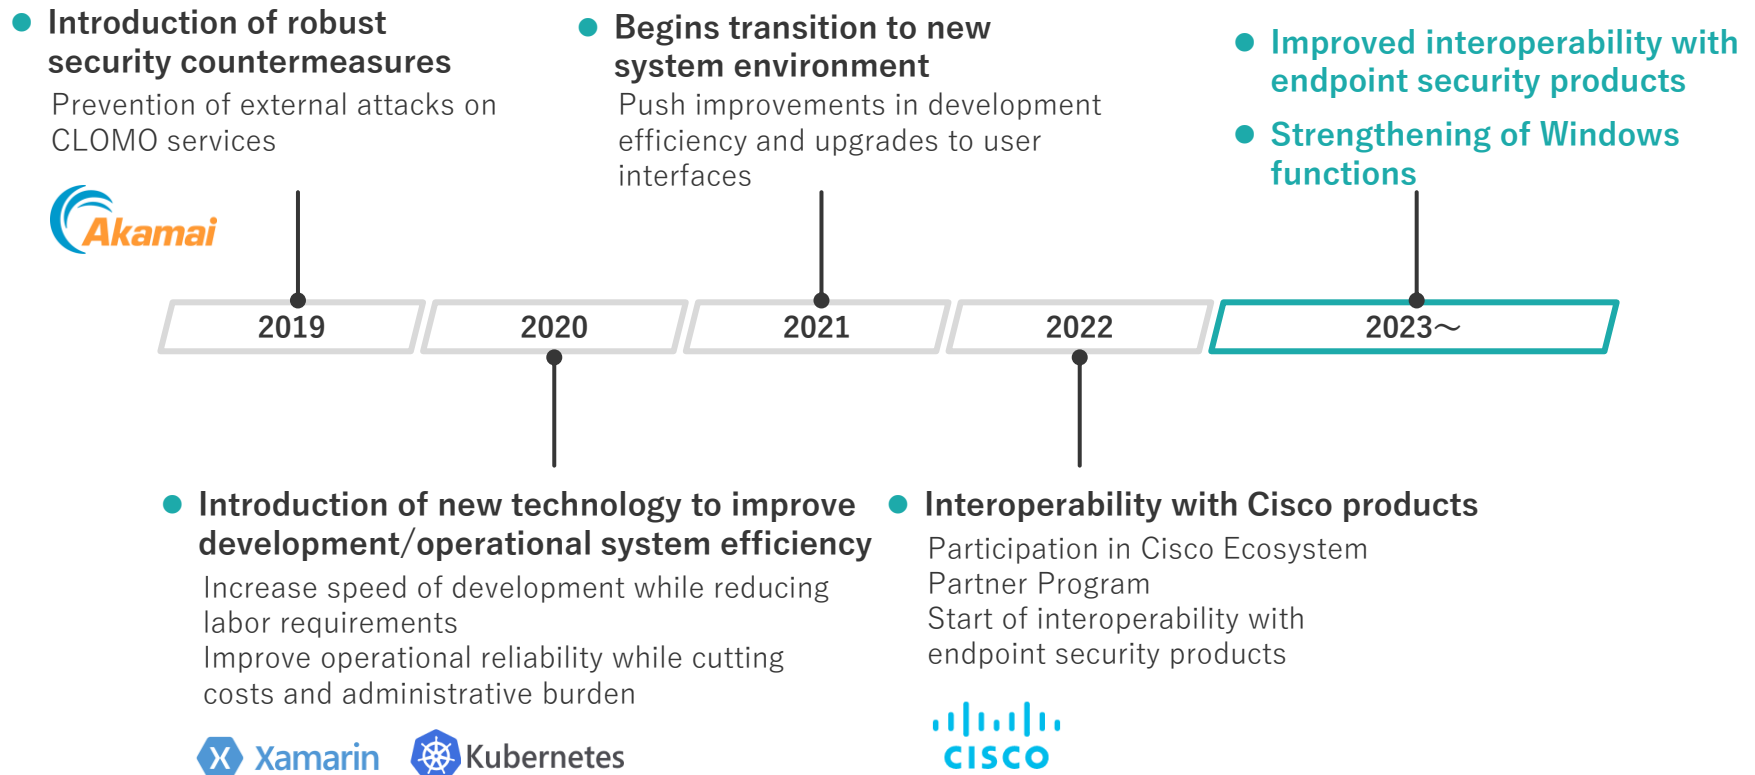 Introduction of robust
security countermeasures
Prevention of external attacks on
CLOMO services
Akamai
Begins transition to new
system environment
Push improvements in development
efficiency and upgrades to user
interfaces
Improved interoperability with
endpoint security products
Strengthening of Windows
functions
2019
2020
2021
2022
2023～
Introduction of new technology to improve
development/operational system efficiency
Increase speed of development while reducing
labor requirements
Improve operational reliability while cutting
costs and administrative burden
Xamarin
Kubernetes
Interoperability with Cisco products
Participation in Cisco Ecosystem
Partner Program
Start of interoperability with
endpoint security products
CISCO